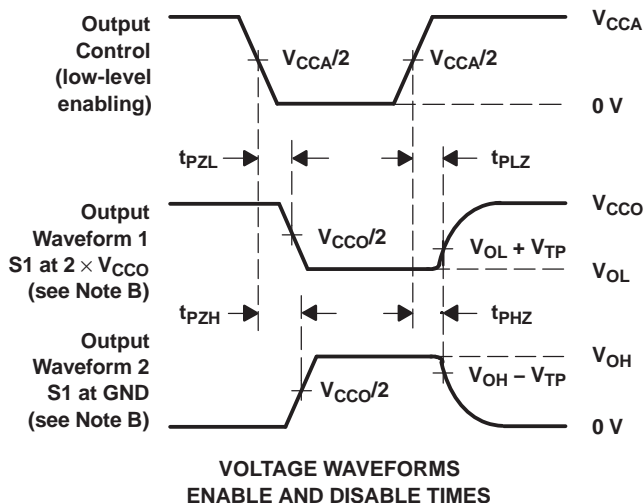 Output
Control
(low-level
enabling)
VCCA
VCCA/2
VCCA/2
0 V
tPZL
tPLZ
Output
Waveform 1
S1 at 2 × VCCO
(see Note B)
VCCO
VCCO/2
VOL + VTP
VOL
tPZH
tPHZ
Output
Waveform 2
S1 at GND
(see Note B)
VOH
VCCO/2
VOH − VTP
0 V
VOLTAGE WAVEFORMS
ENABLE AND DISABLE TIMES